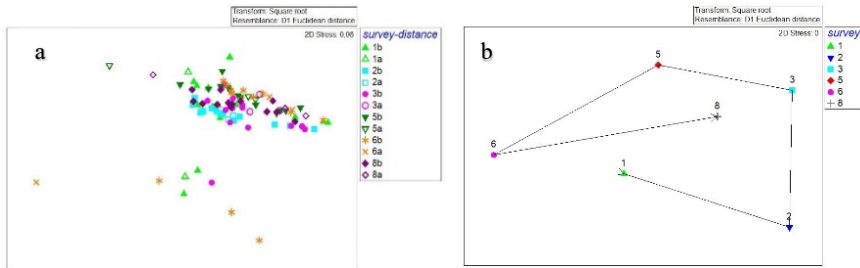 Transform: Square root
Resemblance: D1 Euclidean distance
a
2D Stress: 0,06
survey-distance
1b
1a
2b
2a
3b
3a
5b
5a
6b
6a
8b
8a
Transform: Square root
Resemblance: D1 Euclidean distance
b
2D Stress: 0
survey
1
2
3
5
6
8
5
3
8
6
1
2